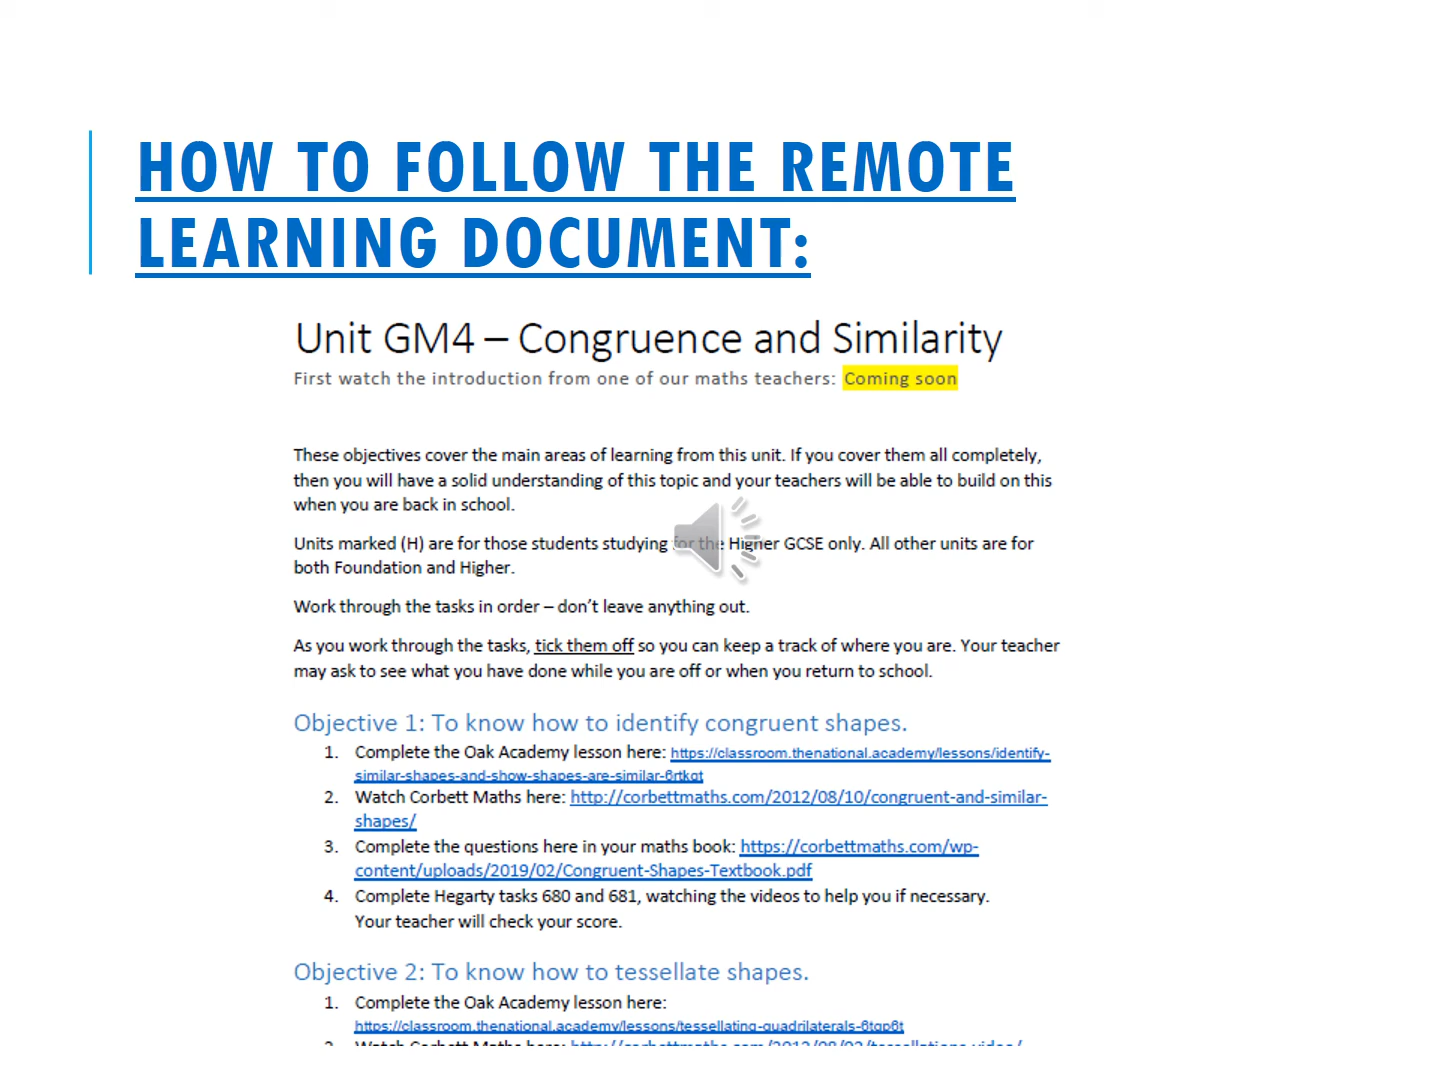 HOW TO FOLLOW THE REMOTE
LEARNING DOCUMENT:
Unit GM4 – Congruence and Similarity
First watch the introduction from one of our maths teachers: Coming soon
These objectives cover the main areas of learning from this unit. If you cover them all completely,
then you will have a solid understanding of this topic and your teachers will be able to build on this
when you are back in school.
Units marked (H) are for those students studying for the Higher GCSE only. All other units are for
both Foundation and Higher.
Work through the tasks in order – don't leave anything out.
As you work through the tasks, tick them off so you can keep a track of where you are. Your teacher
may ask to see what you have done while you are off or when you return to school.
Objective 1: To know how to identify congruent shapes.
1. Complete the Oak Academy lesson here: https://classroom.thenational.academy/lessons/identify-
similar-shapes-and-show-shapes-are-similar-6rtkgt
2. Watch Corbett Maths here: http://corbettmaths.com/2012/08/10/congruent-and-similar-
shapes/
3. Complete the questions here in your maths book: https://corbettmaths.com/wp-
content/uploads/2019/02/Congruent-Shapes-Textbook.pdf
4. Complete Hegarty tasks 680 and 681, watching the videos to help you if necessary.
Your teacher will check your score.
Objective 2: To know how to tessellate shapes.
1. Complete the Oak Academy lesson here:
https://classroom.thenational.academy/lessons/tessellating-quadrilaterals-6tgp6t
2. Watch Corbett Maths here: